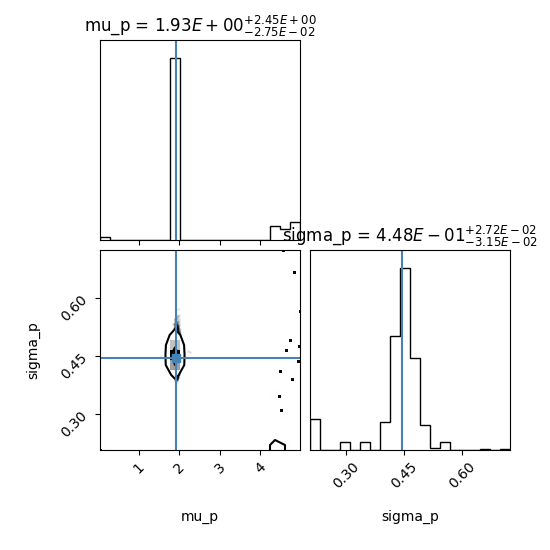 mu_p = 1.93E + 00^{+2.45E+00}_{-2.75E-02}
sigma_p = 4.48E - 01^{+2.72E-02}_{-3.15E-02}
sigma_p
0.60
0.45
0.30
1
2
3
4
mu_p
0.30
0.45
0.60
sigma_p